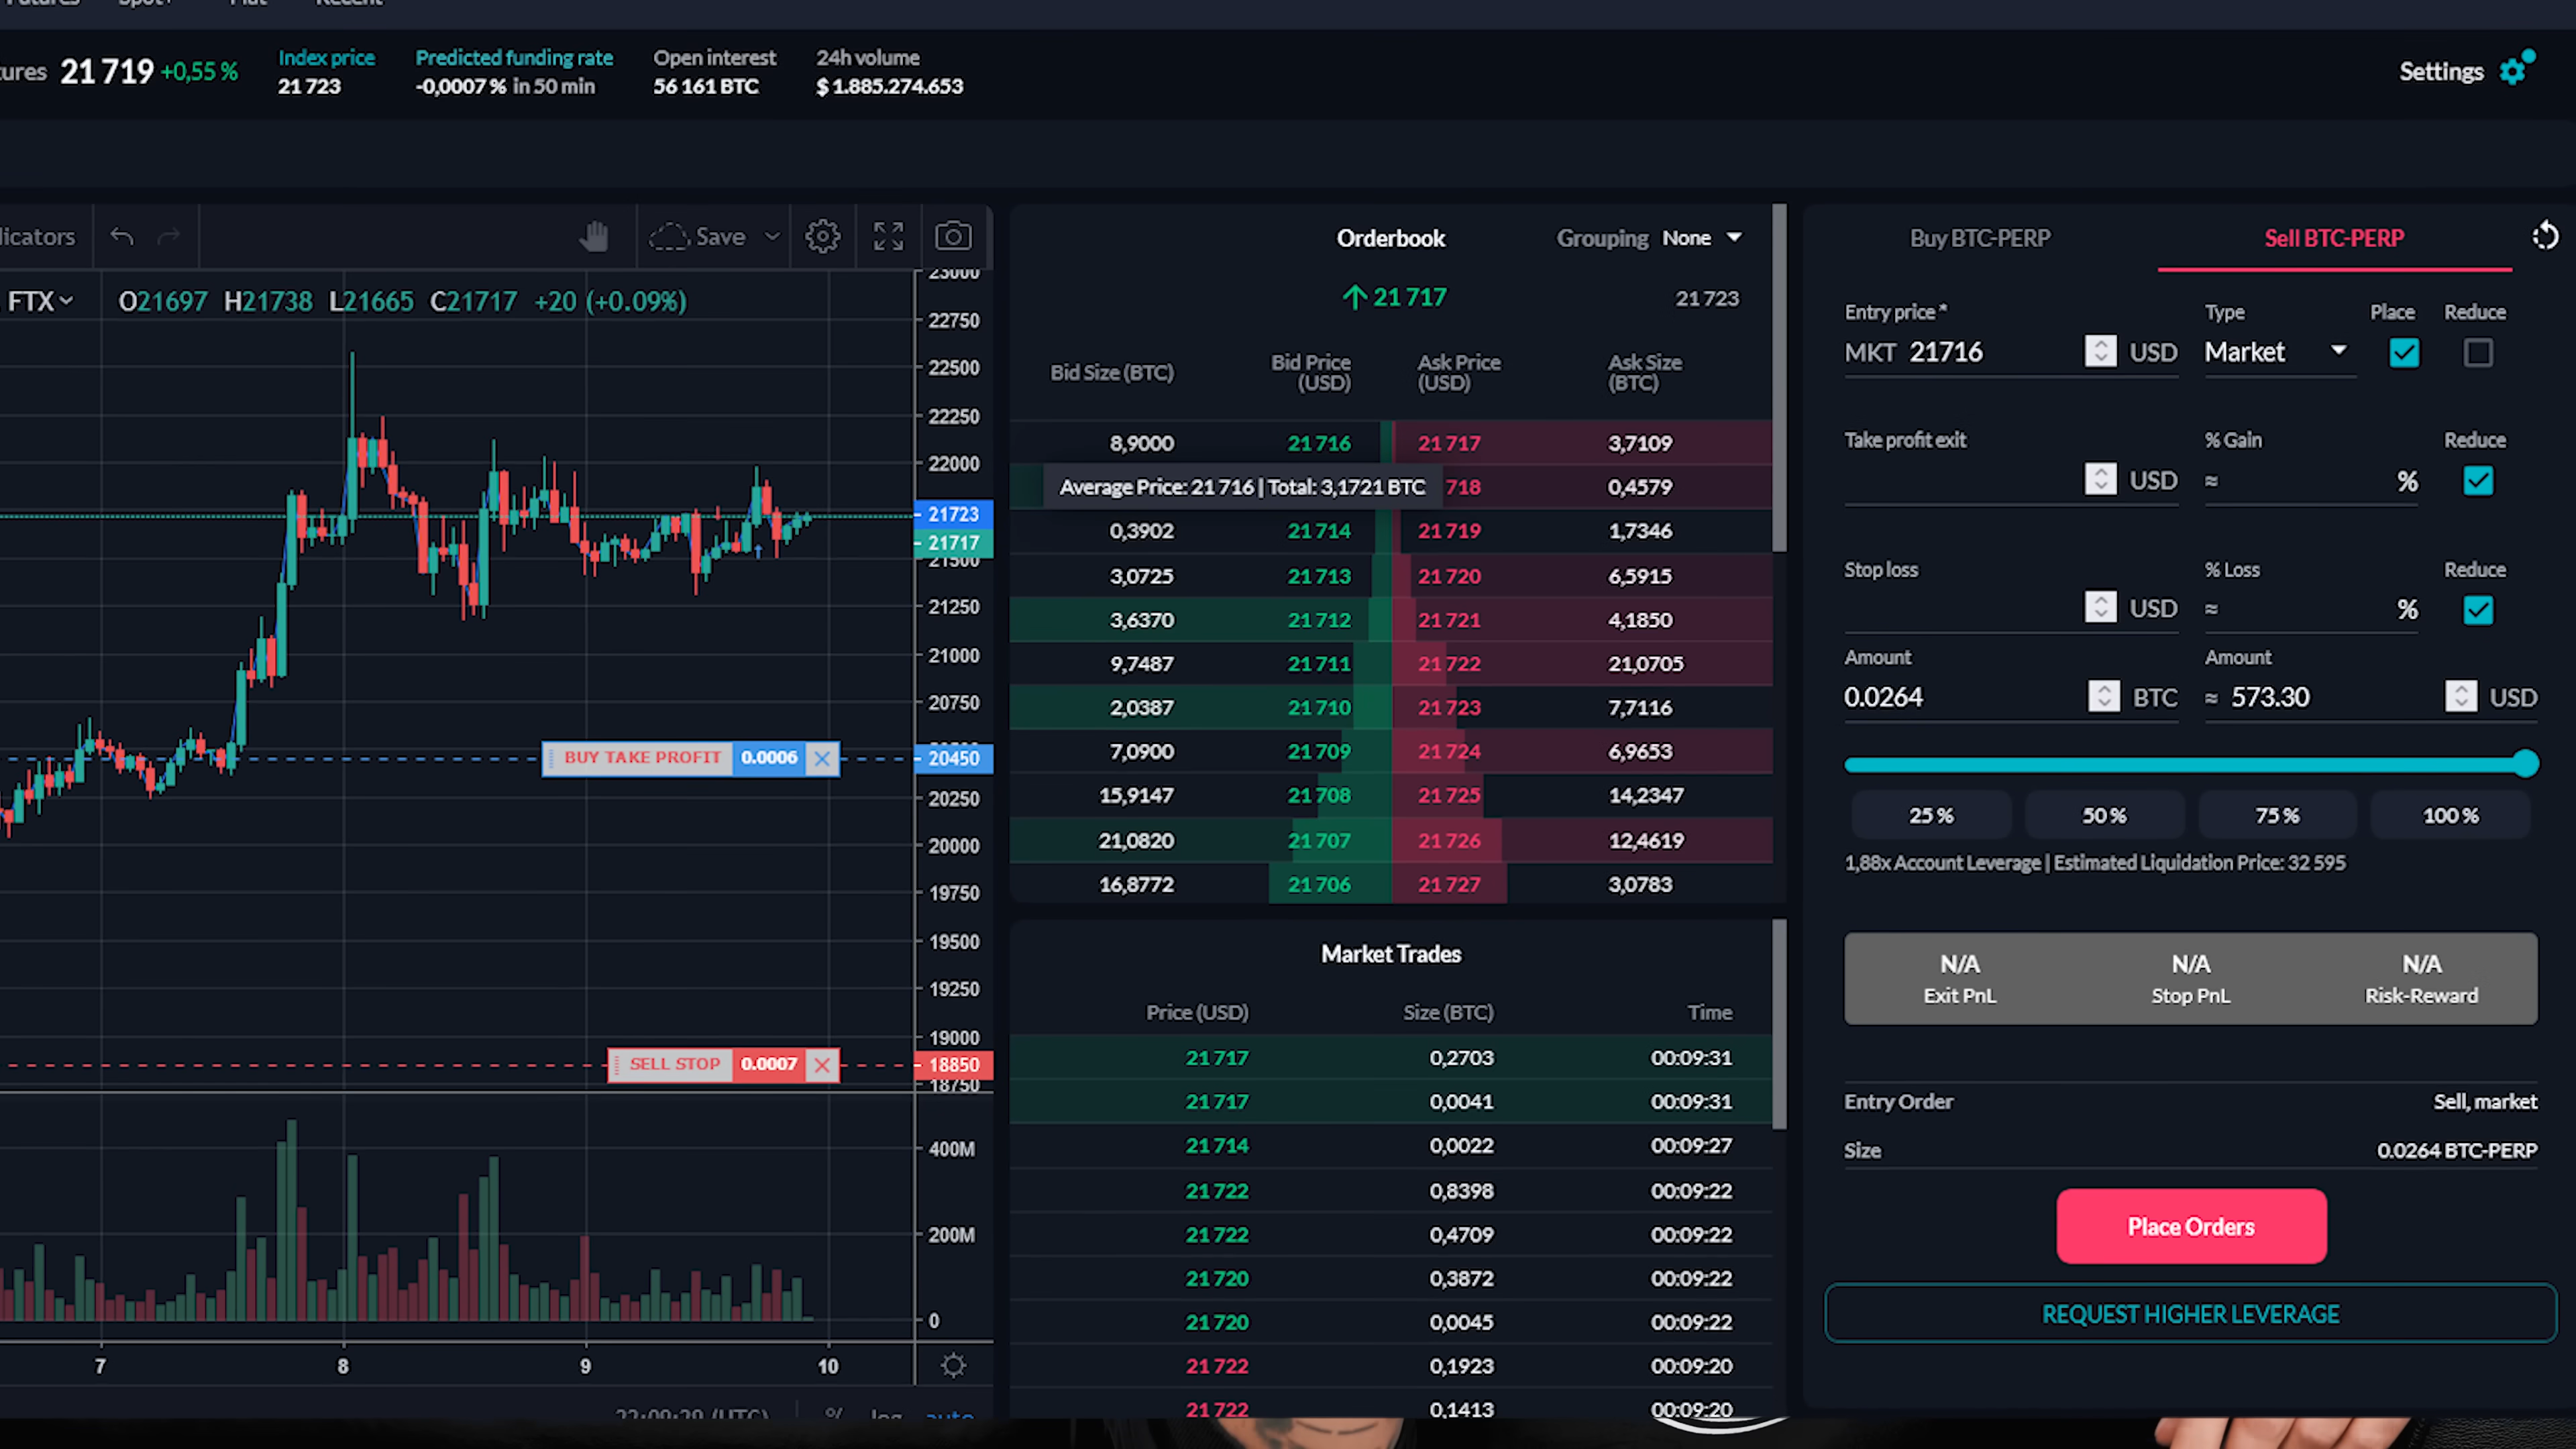 Futures Spot+ Fiat Recent
tures 21 719 +0,55 %
Index price
21 723
Predicted funding rate
-0,0007 % in 50 min
Open interest
56 161 BTC
24h volume
$ 1.885.274.653
Settings
dicators
Save
FTX O21697 H21738 L21665 C21717 +20 (+0.09%)
23000
22750
22500
22250
22000
21723
21717
21500
21250
21000
20750
BUY TAKE PROFIT 0.0006 20450
20250
20000
19750
19500
19250
19000
SELL STOP 0.0007 18850
18750
400M
200M
0
7 8 9 10
22:09:29 (UTC) % log auto
Orderbook Grouping None
21 717 21 723
Bid Size (BTC) Bid Price (USD) Ask Price (USD) Ask Size (BTC)
8,9000 21 716 21 717 3,7109
Average Price: 21 716 | Total: 3,1721 BTC 718 0,4579
0,3902 21 714 21 719 1,7346
3,0725 21 713 21 720 6,5915
3,6370 21 712 21 721 4,1850
9,7487 21 711 21 722 21,0705
2,0387 21 710 21 723 7,7116
7,0900 21 709 21 724 6,9653
15,9147 21 708 21 725 14,2347
21,0820 21 707 21 726 12,4619
16,8772 21 706 21 727 3,0783
Market Trades
Price (USD) Size (BTC) Time
21 717 0,2703 00:09:31
21 717 0,0041 00:09:31
21 714 0,0022 00:09:27
21 722 0,8398 00:09:22
21 722 0,4709 00:09:22
21 720 0,3872 00:09:22
21 720 0,0045 00:09:22
21 722 0,1923 00:09:20
21 722 0,1413 00:09:20
Buy BTC-PERP Sell BTC-PERP
Entry price * Type Place Reduce
MKT 21716 USD Market
Take profit exit % Gain Reduce
USD ≈ %
Stop loss % Loss Reduce
USD ≈ %
Amount Amount
0.0264 BTC ≈ 573.30 USD
25 % 50 % 75 % 100 %
1,88x Account Leverage | Estimated Liquidation Price: 32 595
N/A N/A N/A
Exit PnL Stop PnL Risk-Reward
Entry Order Sell, market
Size 0.0264 BTC-PERP
Place Orders
REQUEST HIGHER LEVERAGE